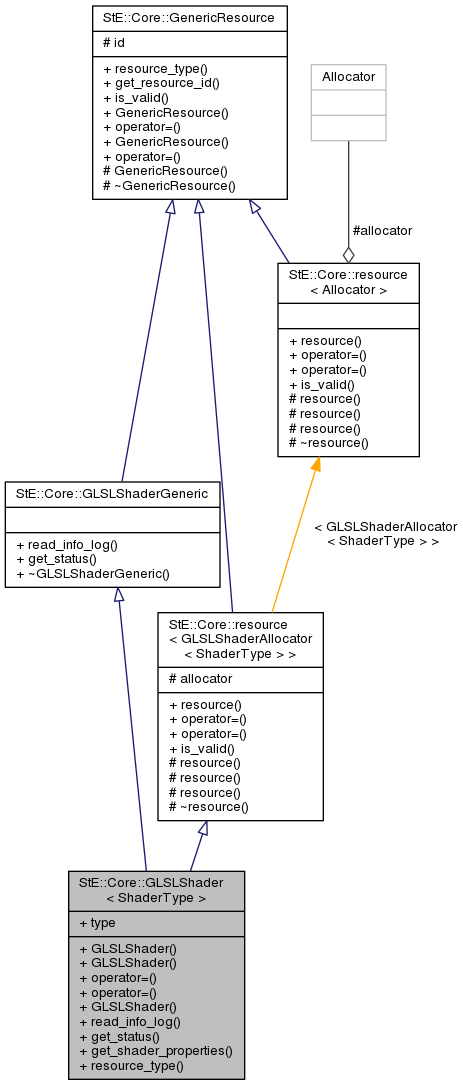 StE::Core::GenericResource
# id
+ resource_type()
+ get_resource_id()
+ is_valid()
+ GenericResource()
+ operator=()
+ GenericResource()
+ operator=()
# GenericResource()
# ~GenericResource()
Allocator
#allocator
StE::Core::resource
< Allocator >
+ resource()
+ operator=()
+ operator=()
+ is_valid()
# resource()
# resource()
# resource()
# ~resource()
StE::Core::GLSLShaderGeneric
+ read_info_log()
+ get_status()
+ ~GLSLShaderGeneric()
< GLSLShaderAllocator
< ShaderType > >
StE::Core::resource
< GLSLShaderAllocator
< ShaderType > >
# allocator
+ resource()
+ operator=()
+ operator=()
+ is_valid()
# resource()
# resource()
# resource()
# ~resource()
StE::Core::GLSLShader
< ShaderType >
+ type
+ GLSLShader()
+ GLSLShader()
+ operator=()
+ operator=()
+ GLSLShader()
+ read_info_log()
+ get_status()
+ get_shader_properties()
+ resource_type()